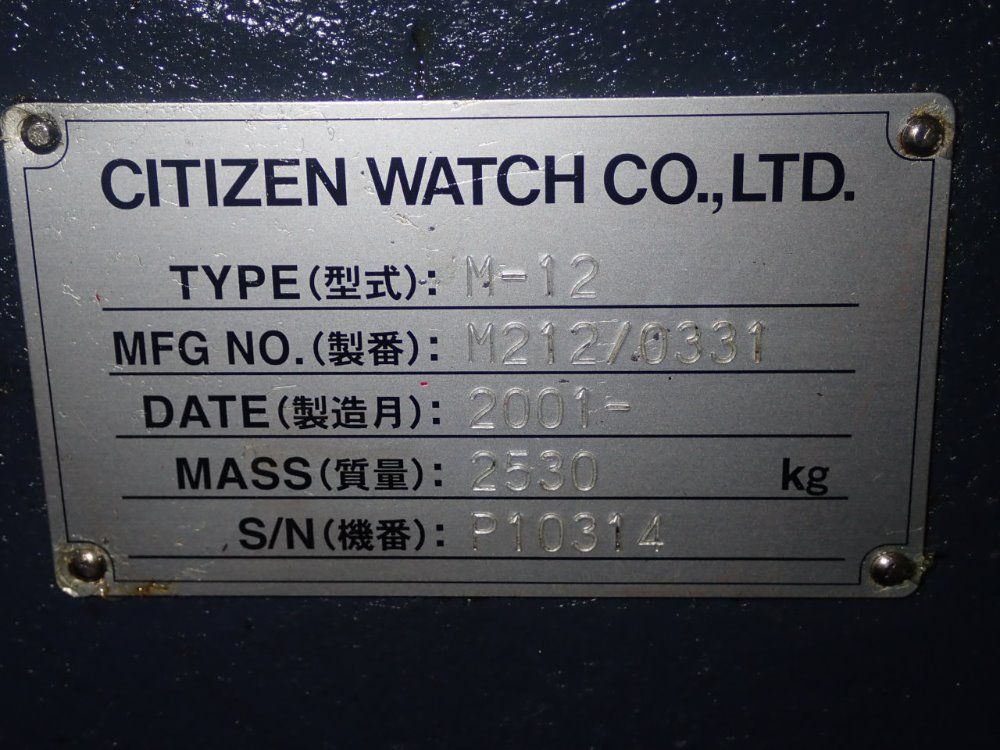 CITIZEN WATCH CO.,LTD.
TYPE(型式): M-12
MFG NO.(製番): M212/0331
DATE(製造月): 2001-
MASS(質量): 2530 kg
S/N(機番): P10314